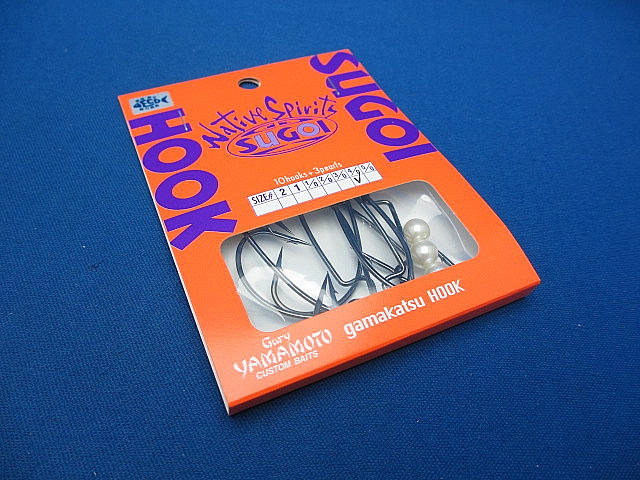 HOOK
SUGOI
Native Spirits
SUGOI
10hooks+3pearls
SIZE# 2 1 1/0 2/0 3/0 4/0 5/0
✓
Gary
YAMAMOTO
CUSTOM BAITS
gamakatsu HOOK